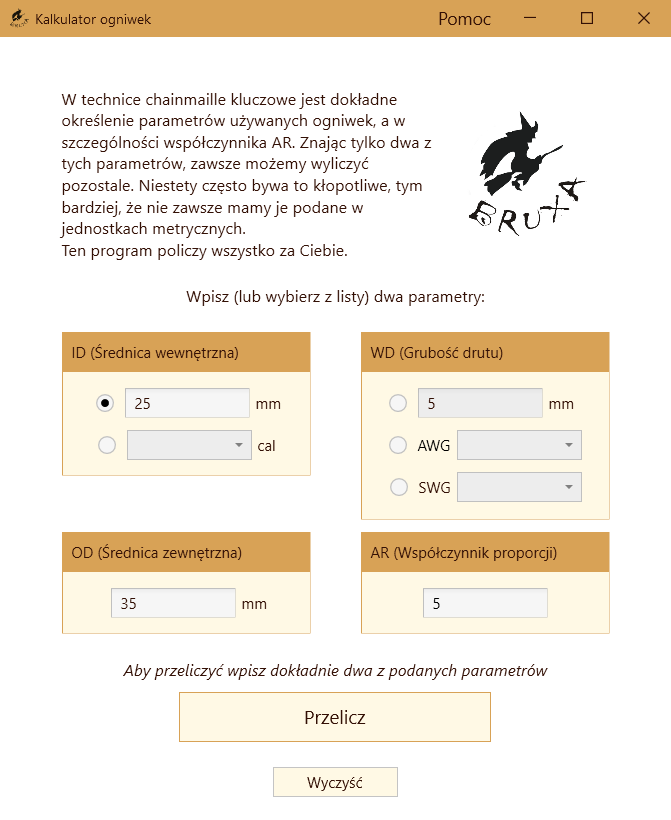 Kalkulator ogniwek
Pomoc
W technice chainmaille kluczowe jest dokładne
określenie parametrów używanych ogniwek, a w
szczególności współczynnika AR. Znając tylko dwa z
tych parametrów, zawsze możemy wyliczyć
pozostale. Niestety często bywa to kłopotliwe, tym
bardziej, że nie zawsze mamy je podane w
jednostkach metrycznych.
Ten program policzy wszystko za Ciebie.
BRUXA
Wpisz (lub wybierz z listy) dwa parametry:
ID (Średnica wewnętrzna)
25 mm
cal
WD (Grubość drutu)
5 mm
AWG
SWG
OD (Średnica zewnętrzna)
35 mm
AR (Współczynnik proporcji)
5
Aby przeliczyć wpisz dokładnie dwa z podanych parametrów
Przelicz
Wyczyść